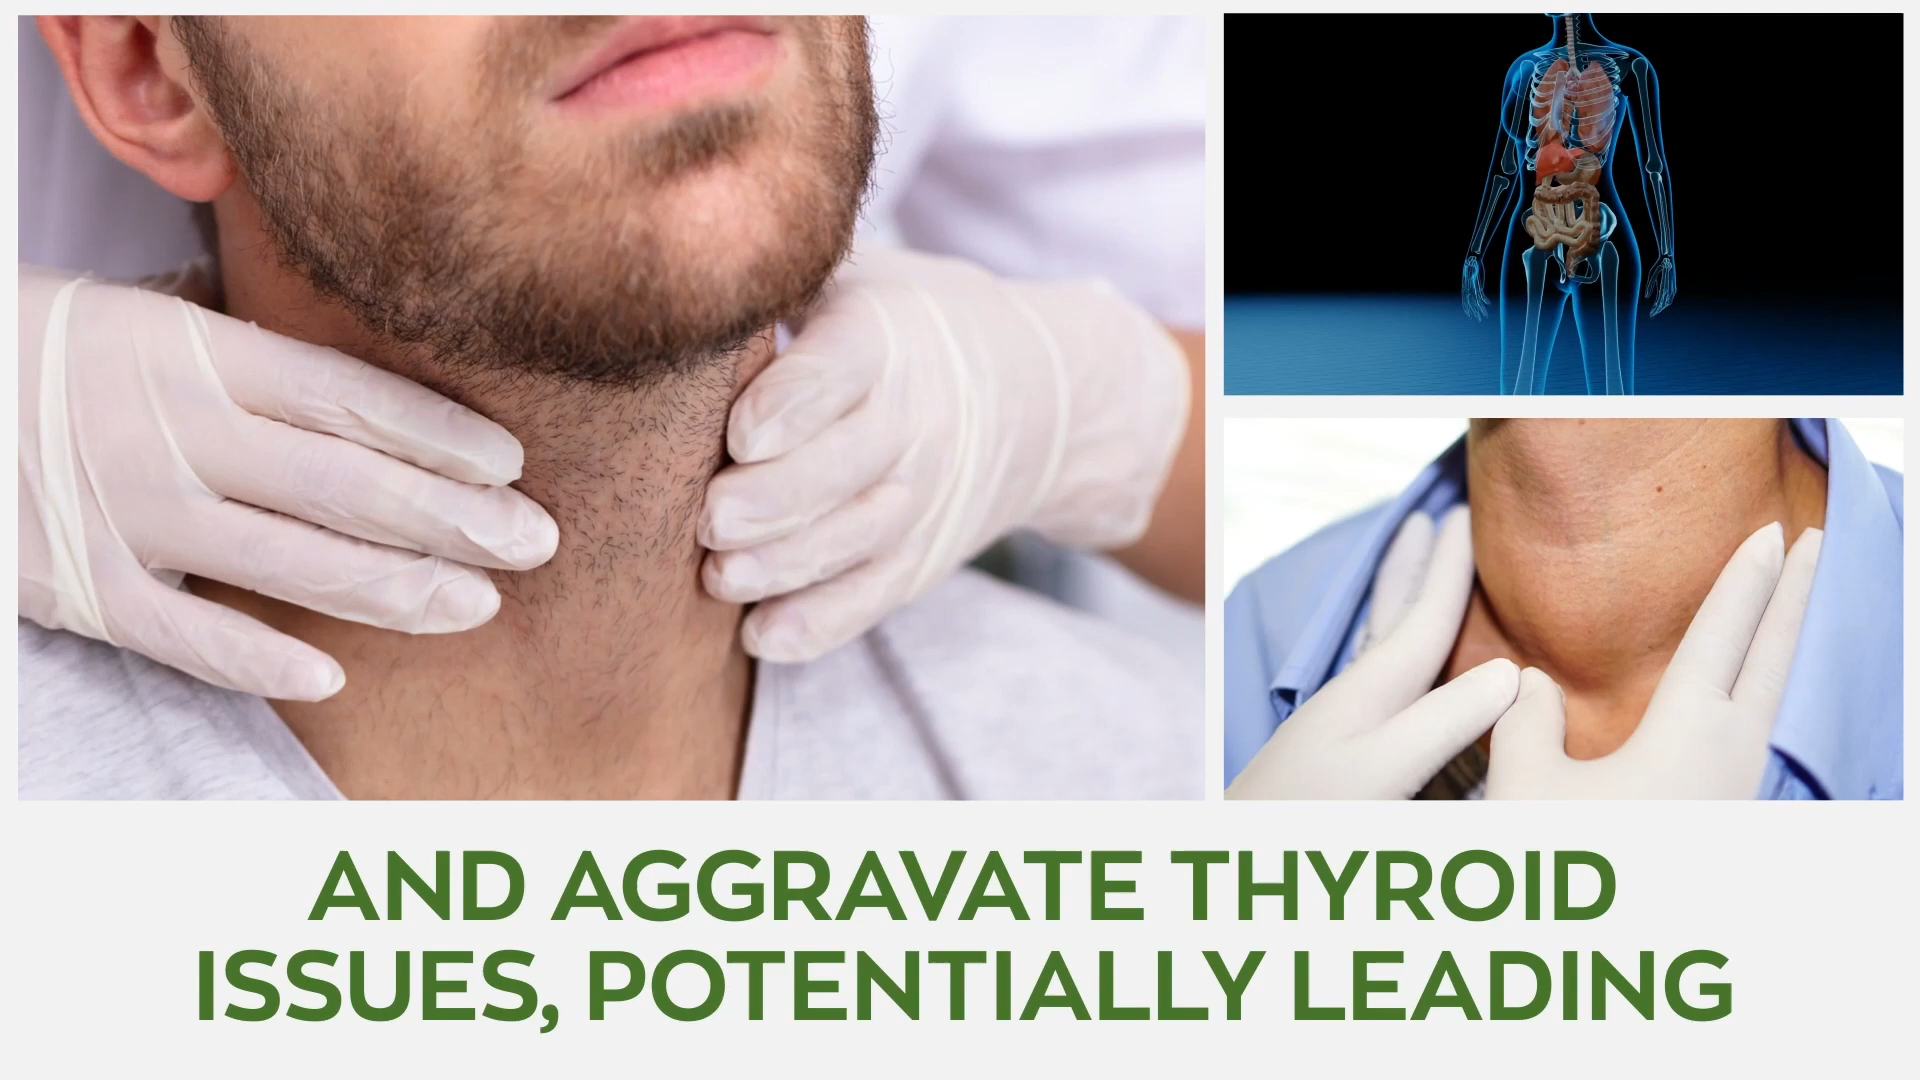 AND AGGRAVATE THYROID
ISSUES, POTENTIALLY LEADING